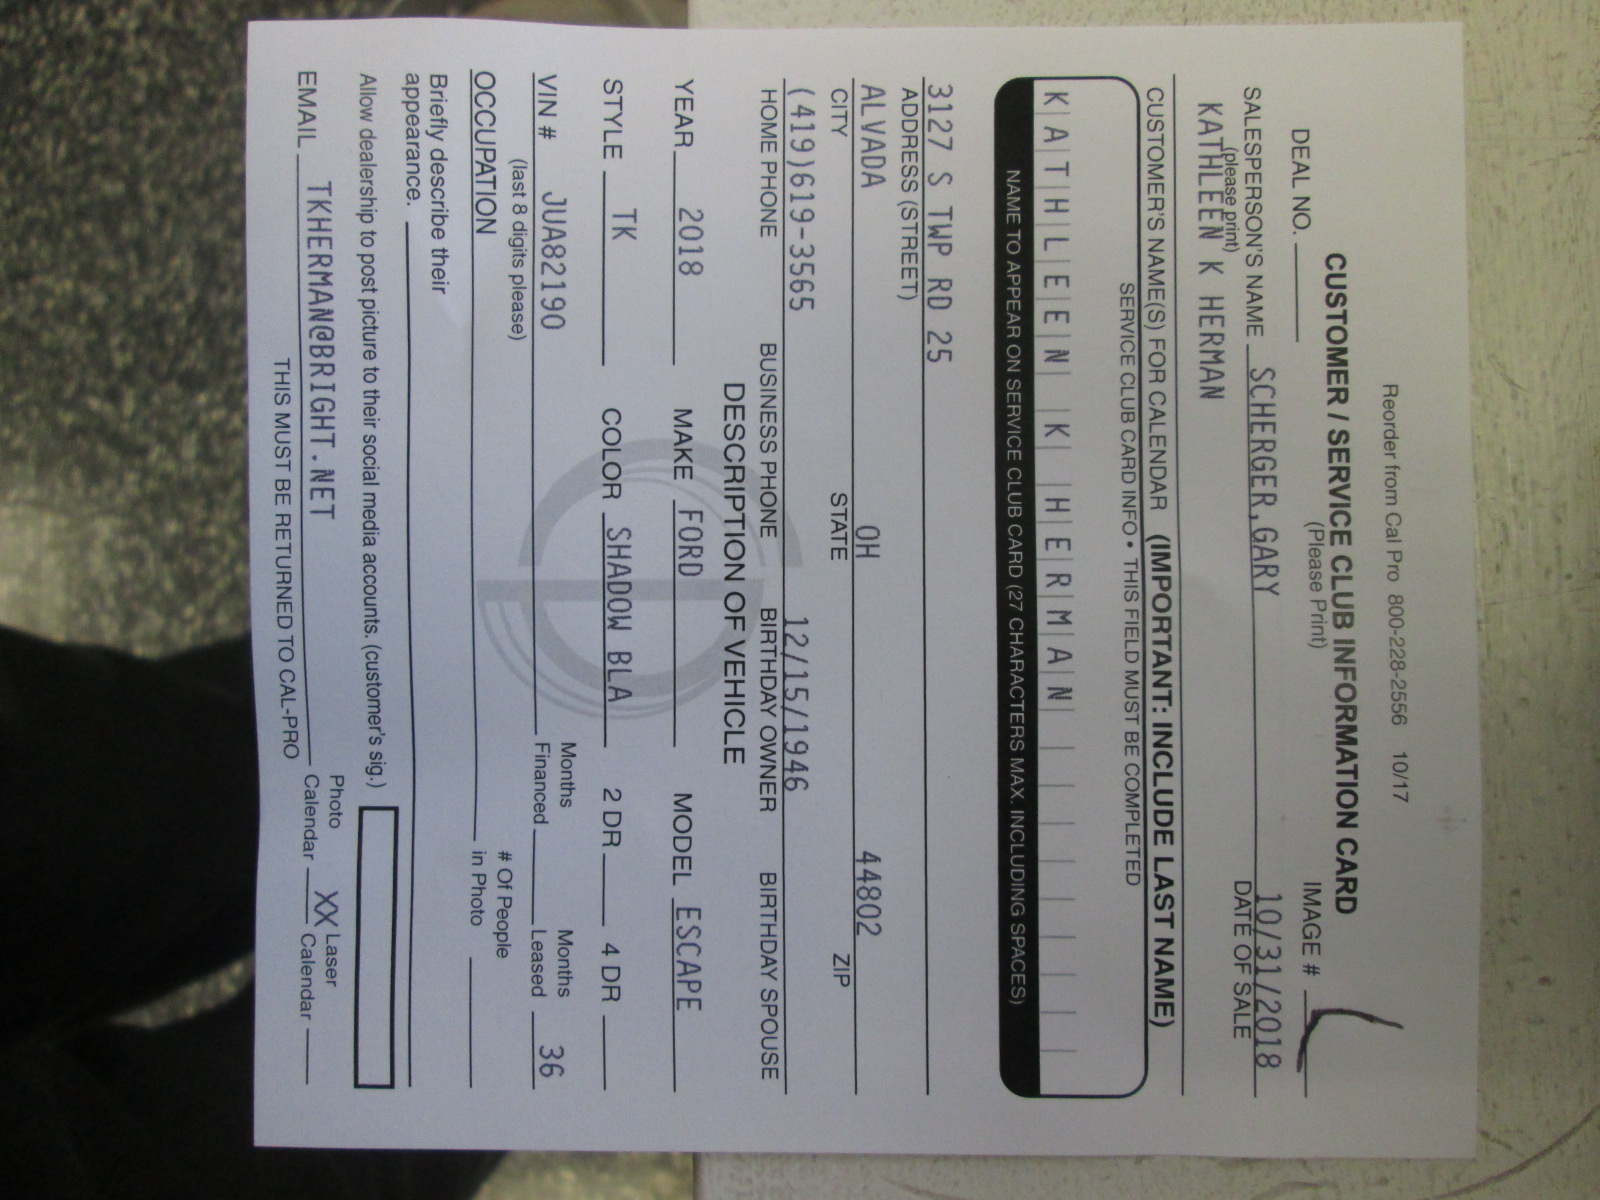 Reorder from Cal Pro 800-228-2556 10/17
CUSTOMER / SERVICE CLUB INFORMATION CARD
(Please Print)
DEAL NO. IMAGE #
SALESPERSON'S NAME SCHERGER,GARY 10/31/2018
(please print) DATE OF SALE
KATHLEEN K HERMAN
CUSTOMER'S NAME(S) FOR CALENDAR (IMPORTANT: INCLUDE LAST NAME)
SERVICE CLUB CARD INFO • THIS FIELD MUST BE COMPLETED
KATHLEEN K HERMAN
NAME TO APPEAR ON SERVICE CLUB CARD (27 CHARACTERS MAX. INCLUDING SPACES)
3127 S TWP RD 25
ADDRESS (STREET)
ALVADA OH 44802
CITY STATE ZIP
(419)619-3565 12/15/1946
HOME PHONE BUSINESS PHONE BIRTHDAY OWNER BIRTHDAY SPOUSE
DESCRIPTION OF VEHICLE
YEAR 2018 MAKE FORD MODEL ESCAPE
STYLE TK COLOR SHADOW BLA 2 DR 4 DR
VIN # JUA82190 Months Financed Months Leased 36
(last 8 digits please)
OCCUPATION # Of People in Photo
Briefly describe their
appearance.
Allow dealership to post picture to their social media accounts. (customer's sig.)
EMAIL TKHERMAN@BRIGHT.NET Photo Calendar XX Laser Calendar
THIS MUST BE RETURNED TO CAL-PRO